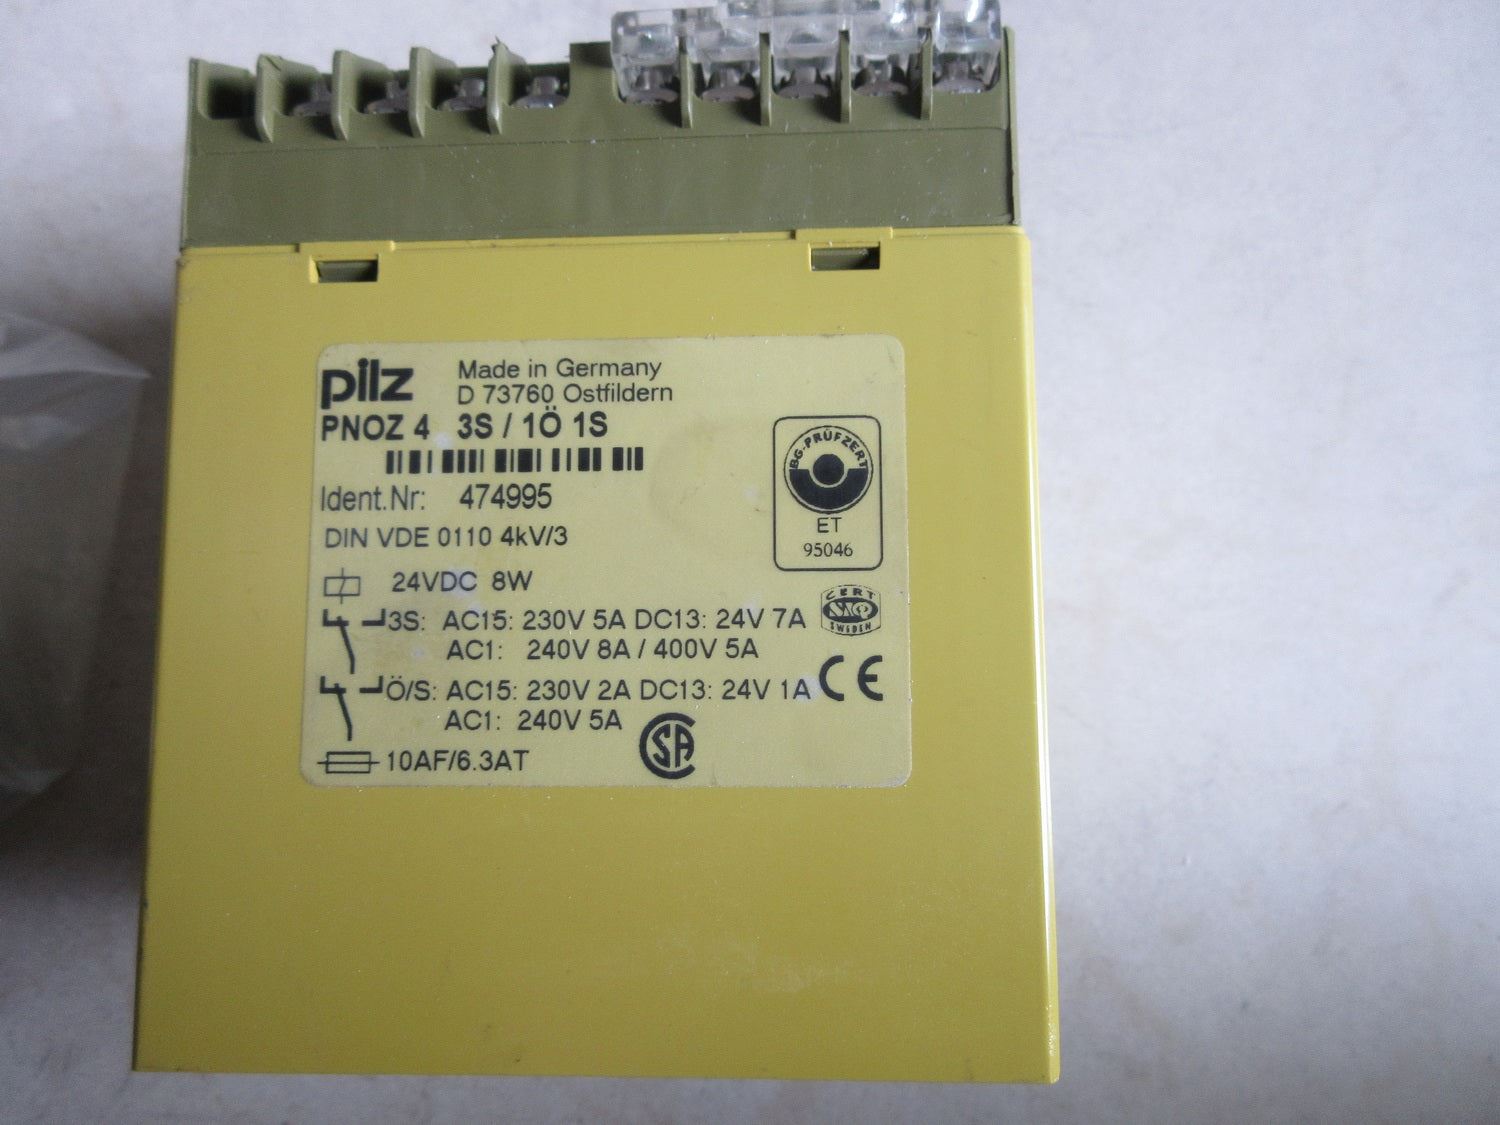 pilz Made in Germany
D 73760 Ostfildern
PNOZ 4 3S / 1Ö 1S
Ident.Nr: 474995
DIN VDE 0110 4kV/3
BG-PRÜFZERT
ET
95046
24VDC 8W
3S: AC15: 230V 5A DC13: 24V 7A
AC1: 240V 8A / 400V 5A
CERT
SWEDEN
Ö/S: AC15: 230V 2A DC13: 24V 1A
CE
AC1: 240V 5A
SA
10AF/6.3AT